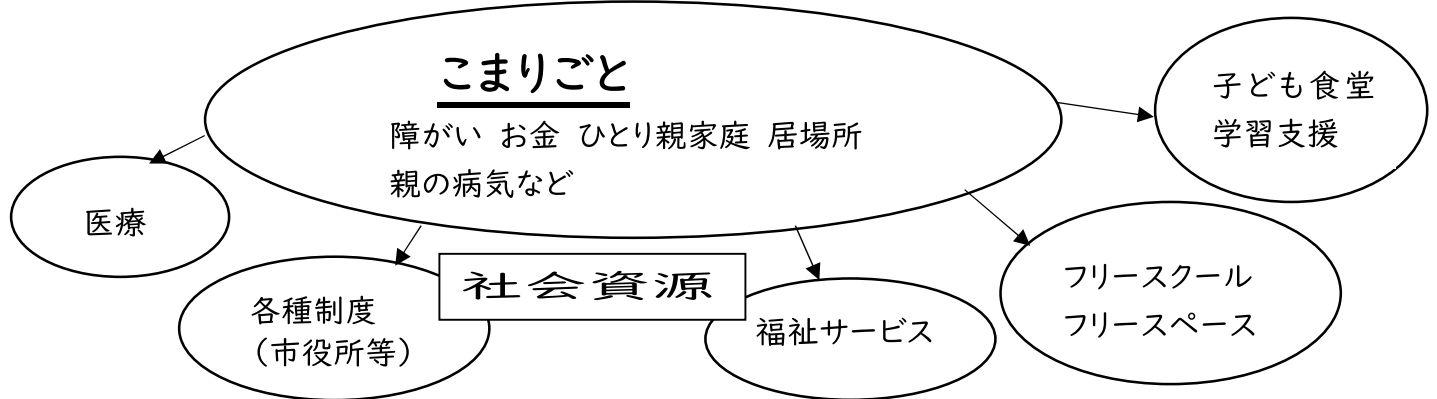 こまりごと
障がい お金 ひとり親家庭 居場所
親の病気など
子ども食堂
学習支援
医療
各種制度
(市役所等)
社会資源
福祉サービス
フリースクール
フリースペース